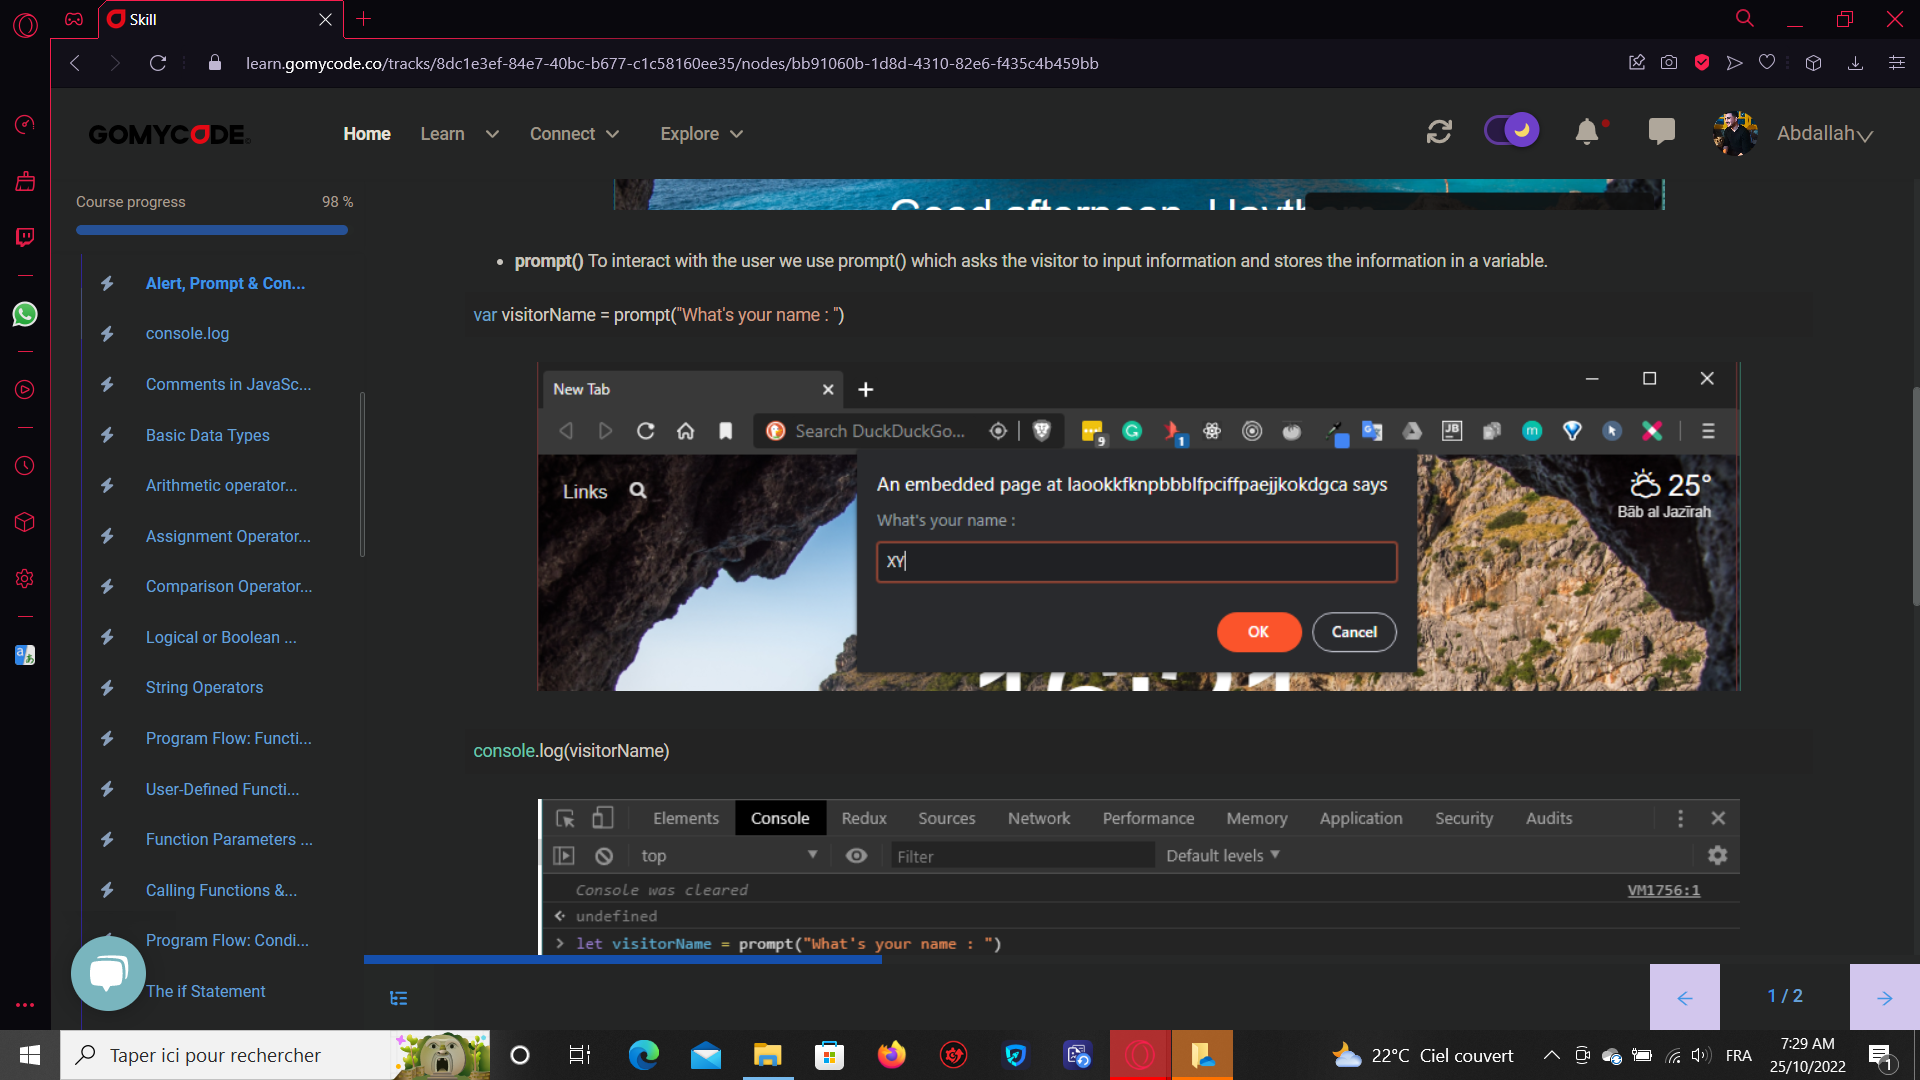 Skill
learn.gomycode.co/tracks/8dc1e3ef-84e7-40bc-b677-c1c58160ee35/nodes/bb91060b-1d8d-4310-82e6-f435c4b459bb
GOMYCODE
Home
Learn
Connect
Explore
Abdallah
Course progress
98 %
Alert, Prompt & Con...
console.log
Comments in JavaSc...
Basic Data Types
Arithmetic operator...
Assignment Operator...
Comparison Operator...
Logical or Boolean ...
String Operators
Program Flow: Functi...
User-Defined Functi...
Function Parameters ...
Calling Functions &...
Program Flow: Condi...
The if Statement
Good afternoon,
• prompt() To interact with the user we use prompt() which asks the visitor to input information and stores the information in a variable.
var visitorName = prompt("What's your name : ")
New Tab
Search DuckDuckGo...
9
1
JB
m
Links
An embedded page at laookkfknpbbblfpciffpaejjkokdgca says
What's your name :
XY
OK
Cancel
25°
Bāb al Jazīrah
console.log(visitorName)
Elements
Console
Redux
Sources
Network
Performance
Memory
Application
Security
Audits
top
Filter
Default levels
Console was cleared
VM1756:1
undefined
let visitorName = prompt("What's your name : ")
1 / 2
Taper ici pour rechercher
22°C Ciel couvert
FRA
7:29 AM
25/10/2022
1